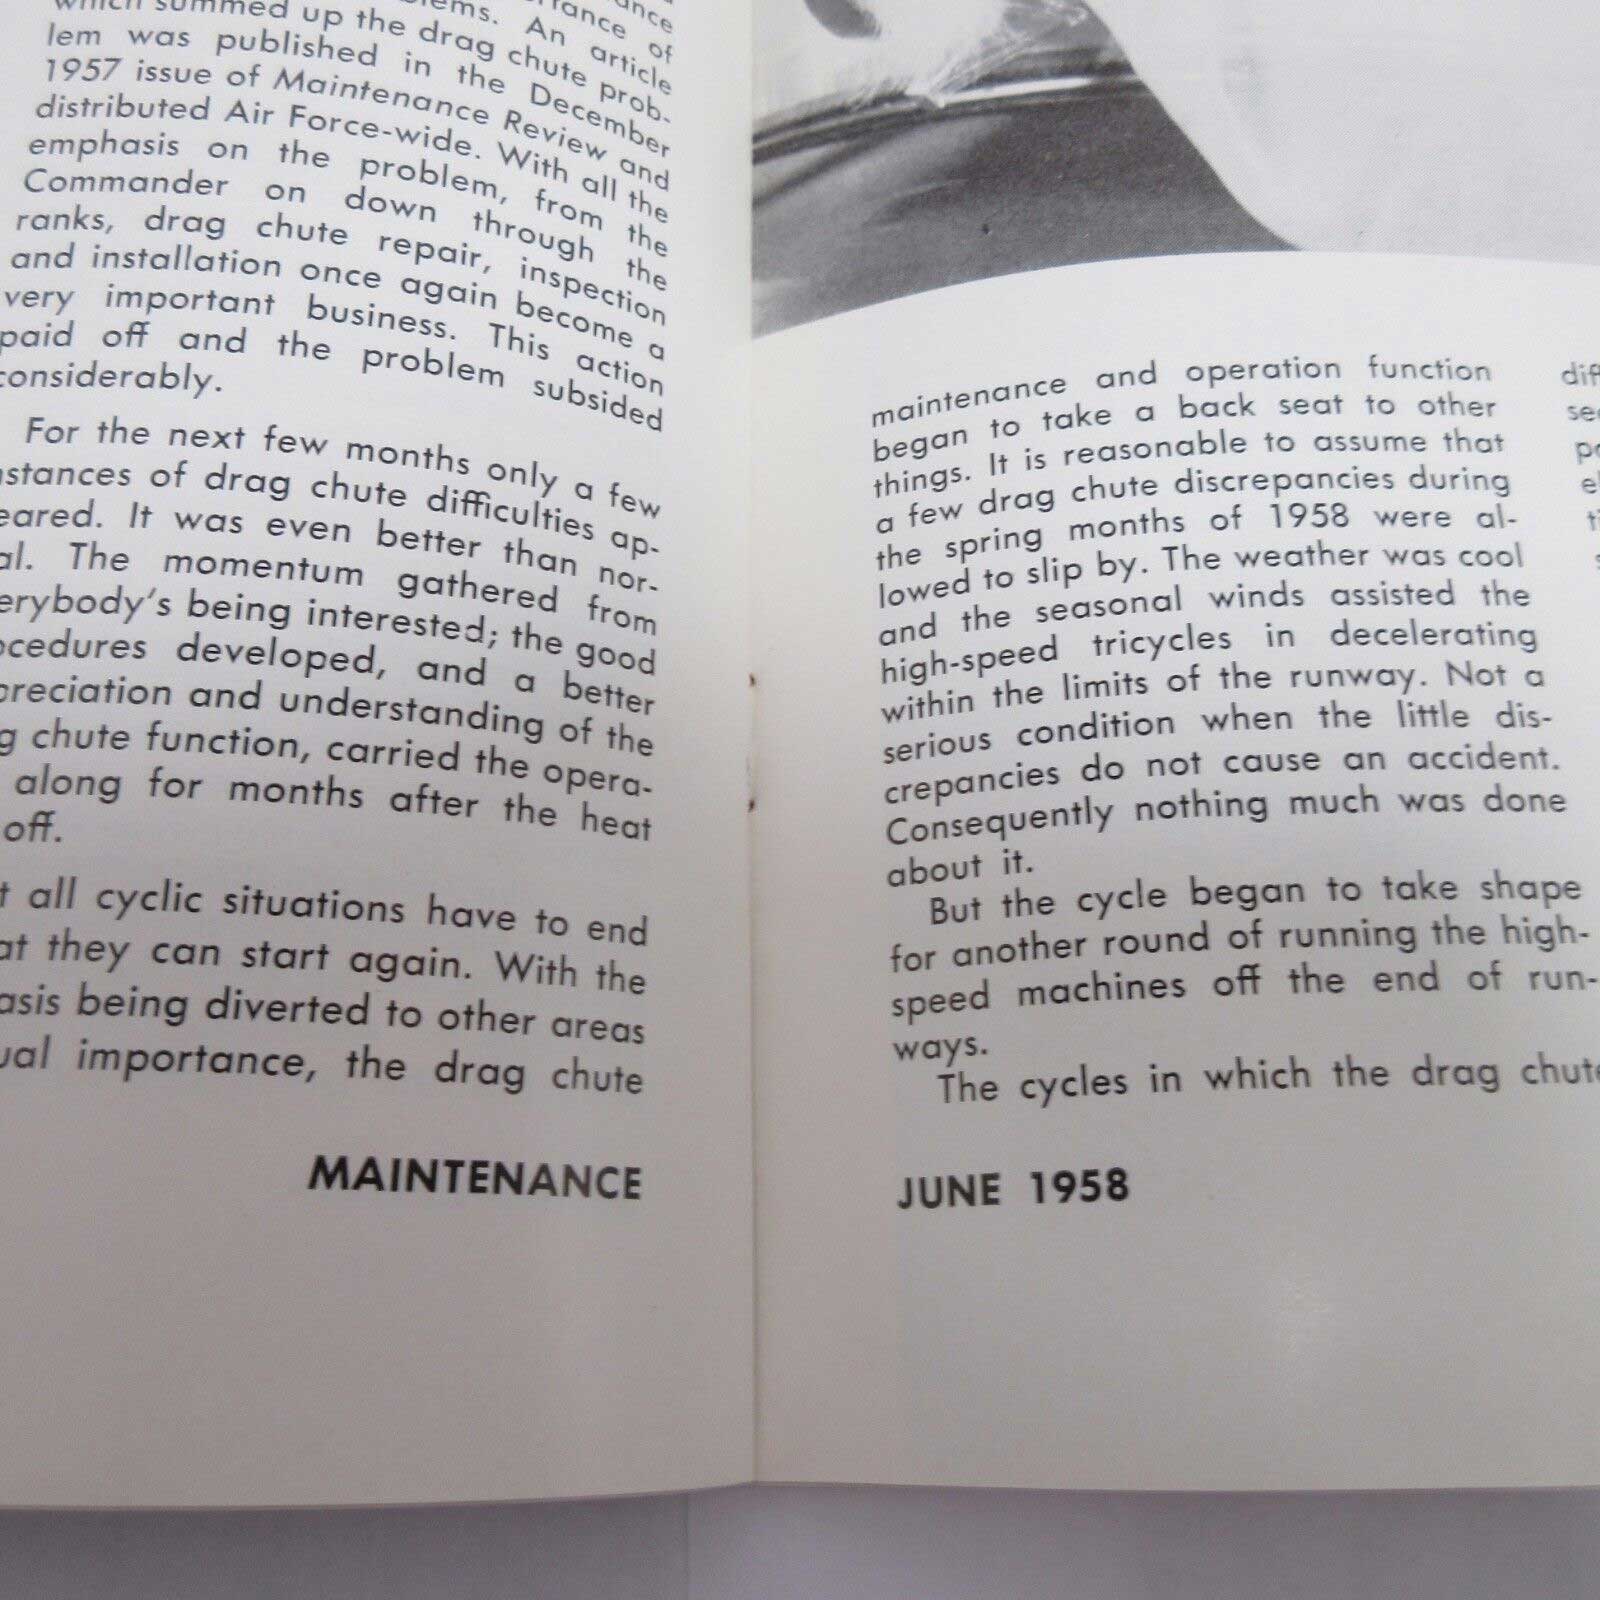 of
which summed up the drag chute prob-
lems. An article
lem was published in the December
1957 issue of Maintenance Review and
distributed Air Force-wide. With all the
emphasis on the problem, from the
Commander on down through the
ranks, drag chute repair, inspection
and installation once again become a
very important business. This action
paid off and the problem subsided
considerably.
For the next few months only a few
nstances of drag chute difficulties ap-
eared. It was even better than nor-
al. The momentum gathered from
erybody's being interested; the good
ocedures developed, and a better
preciation and understanding of the
g chute function, carried the opera-
along for months after the heat
off.
t all cyclic situations have to end
at they can start again. With the
asis being diverted to other areas
ual importance, the drag chute
MAINTENANCE
maintenance and operation function
began to take a back seat to other
things. It is reasonable to assume that
a few drag chute discrepancies during
the spring months of 1958 were al-
lowed to slip by. The weather was cool
and the seasonal winds assisted the
high-speed tricycles in decelerating
within the limits of the runway. Not a
serious condition when the little dis-
crepancies do not cause an accident.
Consequently nothing much was done
about it.
But the cycle began to take shape
for another round of running the high-
speed machines off the end of run-
ways.
The cycles in which the drag chute
JUNE 1958